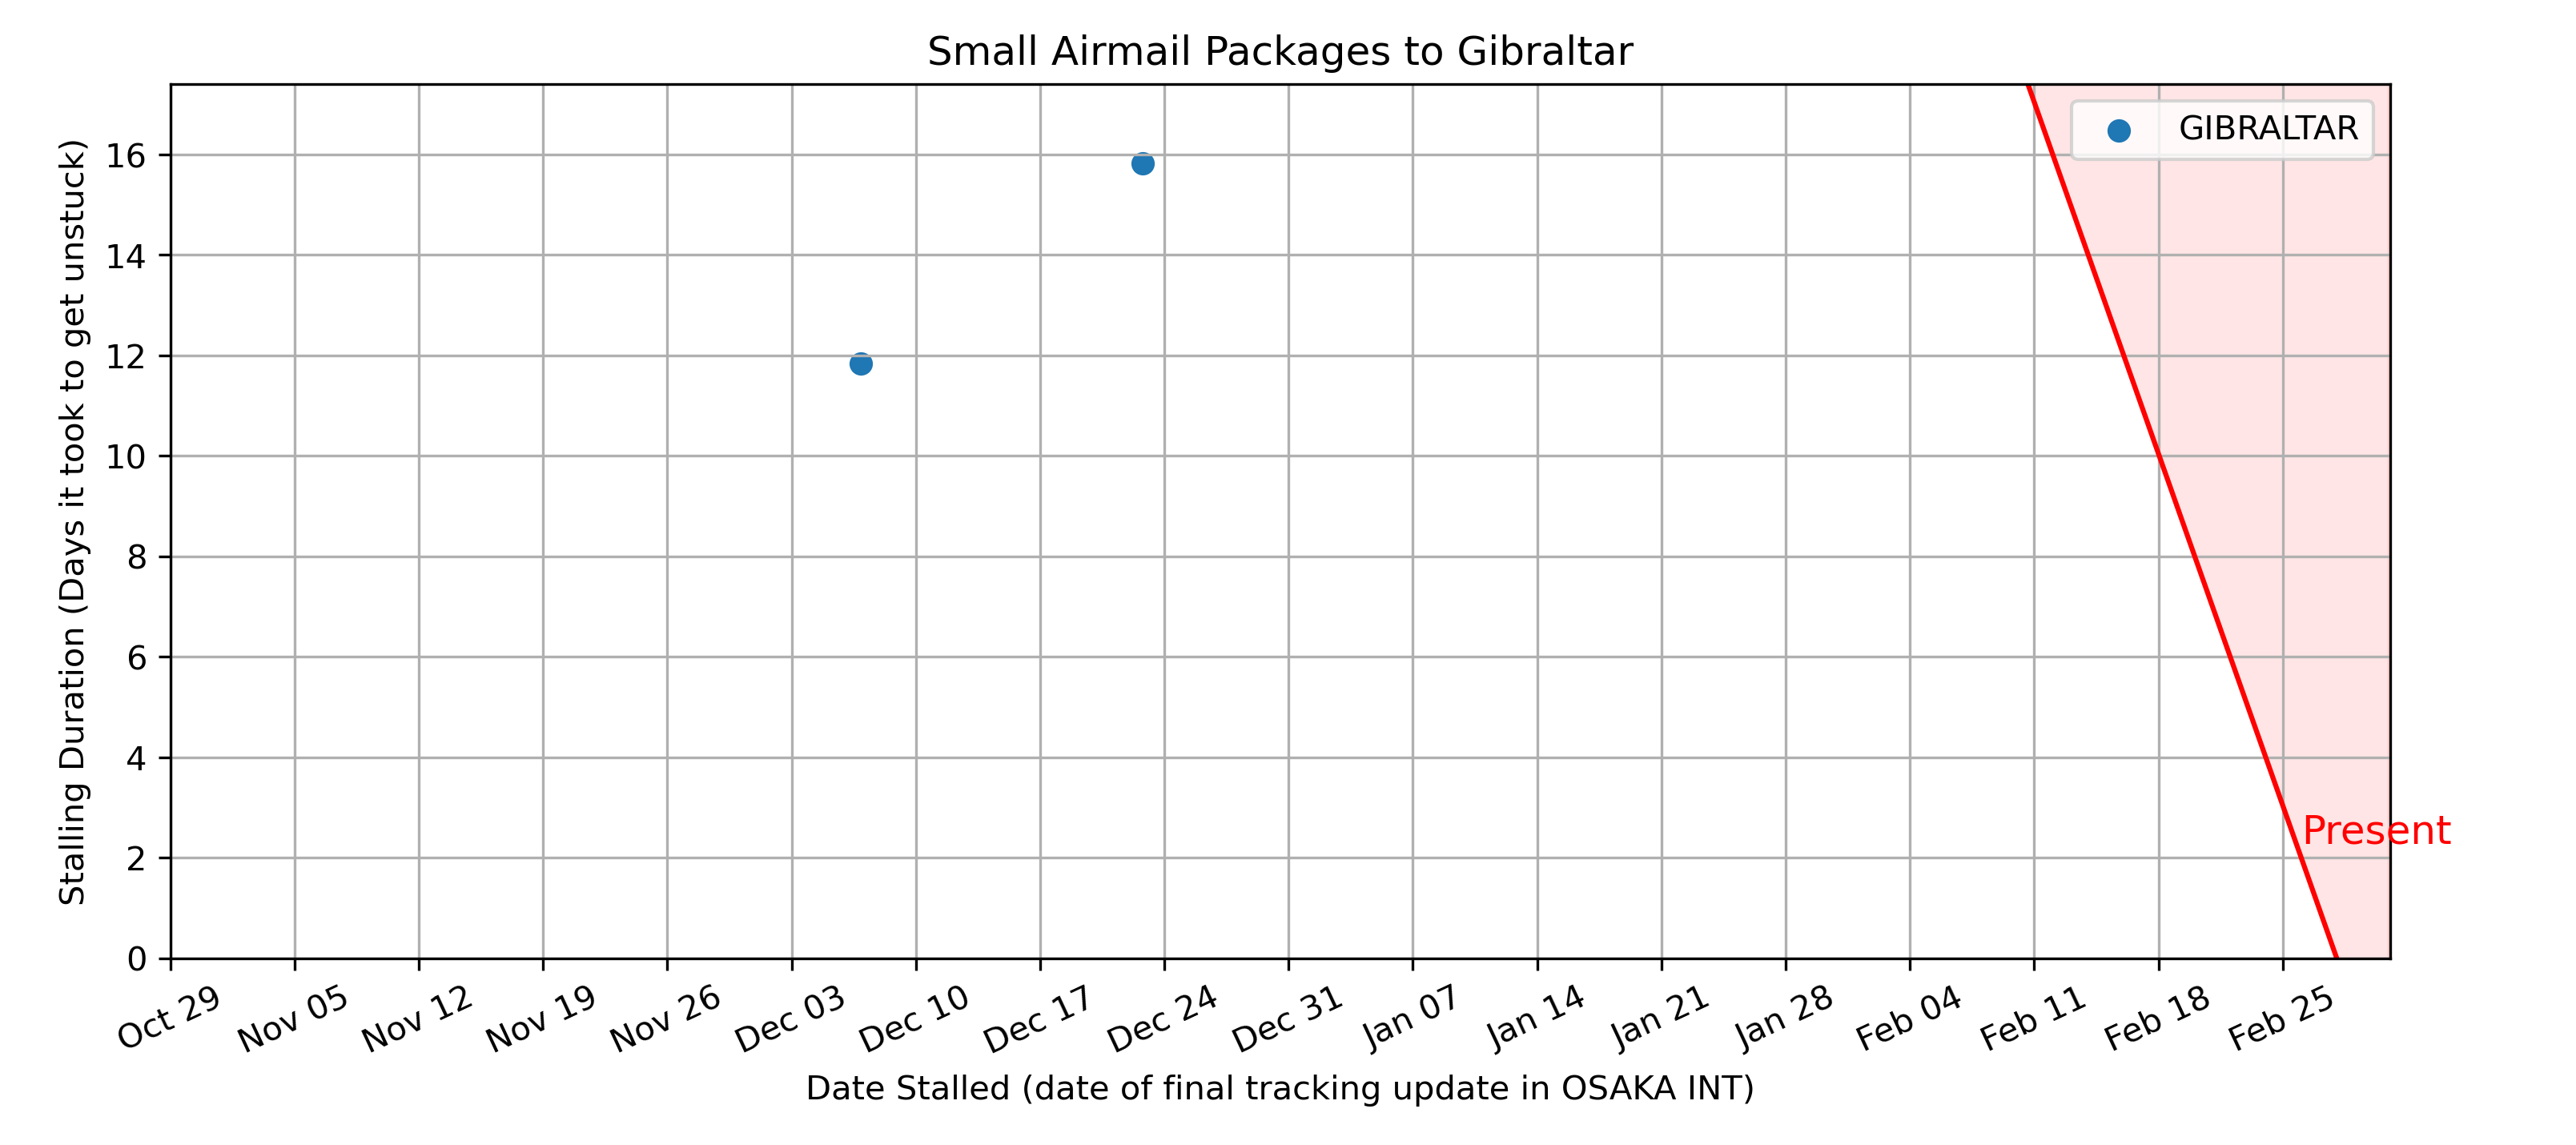 Small Airmail Packages to Gibraltar
GIBRALTAR
Stalling Duration (Days it took to get unstuck)
16
14
12
10
8
6
4
2
0
Present
Oct 29 Nov 05 Nov 12 Nov 19 Nov 26 Dec 03 Dec 10 Dec 17 Dec 24 Dec 31 Jan 07 Jan 14 Jan 21 Jan 28 Feb 04 Feb 11 Feb 18 Feb 25
Date Stalled (date of final tracking update in OSAKA INT)